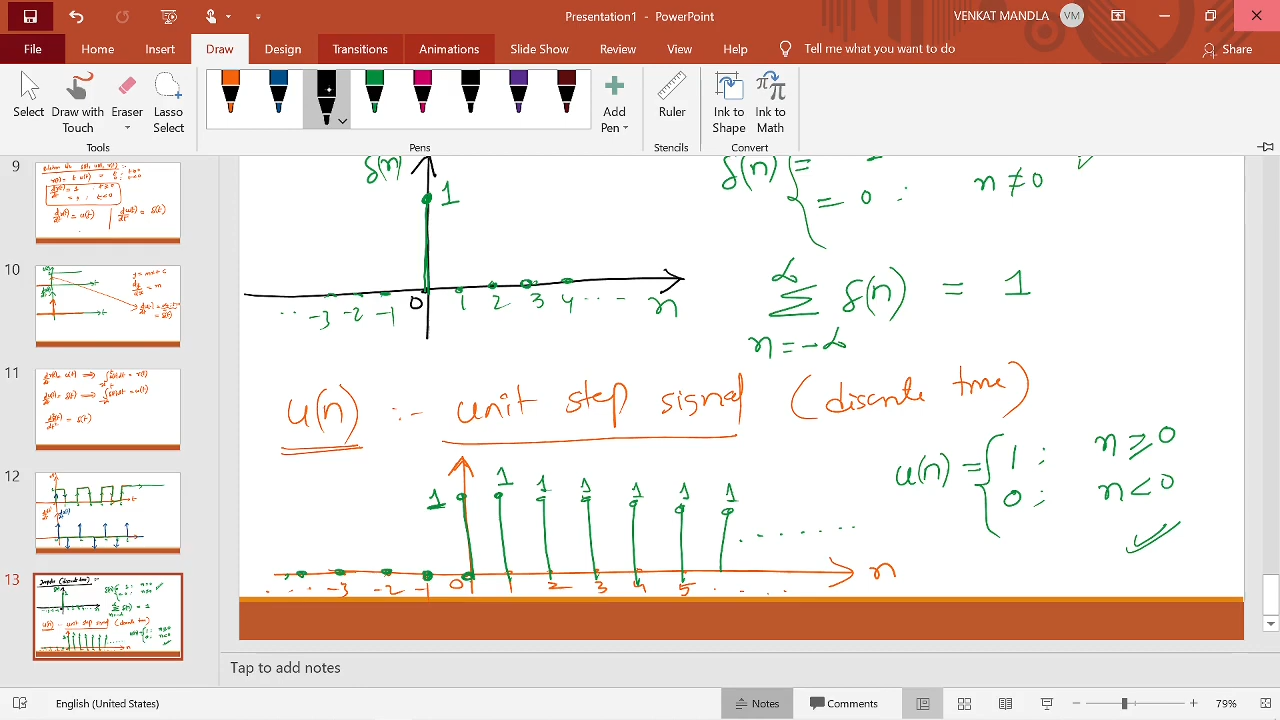 Presentation1 - PowerPoint
VENKAT MANDLA VM
File Home Insert Draw Design Transitions Animations Slide Show Review View Help Tell me what you want to do Share
Select Draw with Touch Eraser Lasso Select Add Pen Ruler Ink to Shape Ink to Math
Tools Pens Stencils Convert
9
10
11
12
13
δ(n)
1
0 1 2 3 4 ... n
.. -3 -2 -1
δ(n) =
= 0 : n ≠ 0
∞
∑ δ(n) = 1
n = -∞
u(n) :- unit step signal (discrete time)
1 1 1 1 1 1 1
.... -3 -2 -1 0 1 2 3 4 5 ..... n
u(n) = { 1 ; n ≥ 0
0 ; n < 0
Tap to add notes
English (United States) Notes Comments 79%